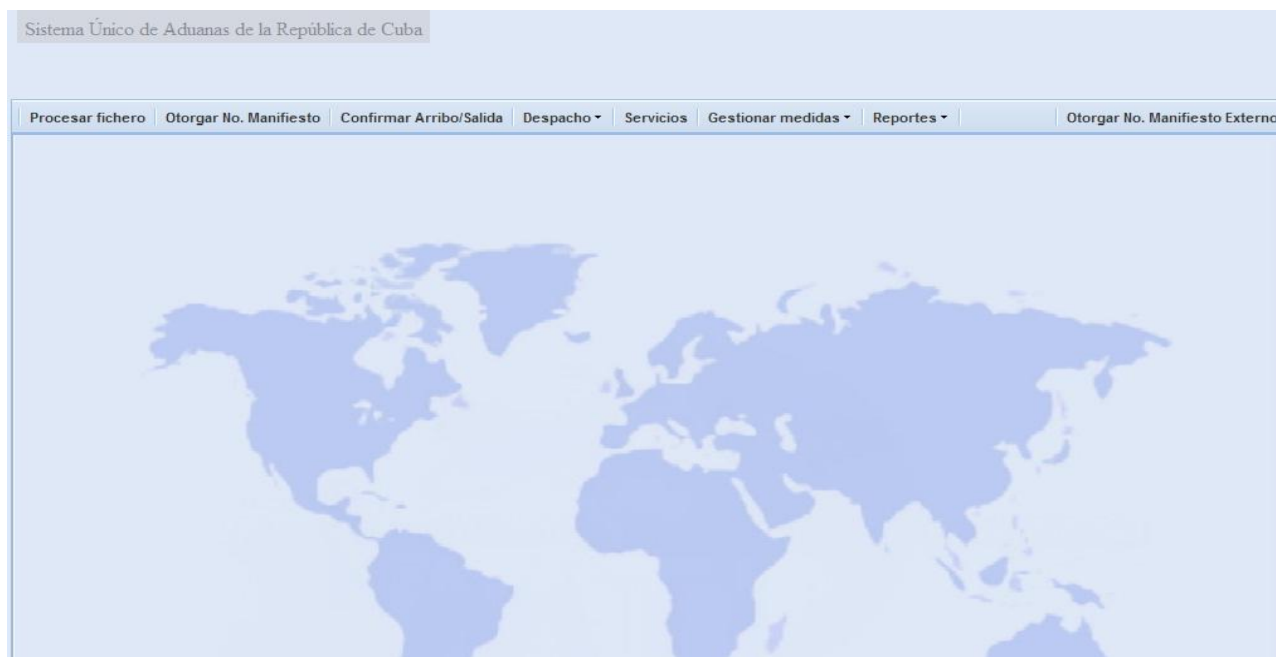 Sistema Único de Aduanas de la República de Cuba
Procesar fichero Otorgar No. Manifiesto Confirmar Arribo/Salida Despacho Servicios Gestionar medidas Reportes Otorgar No. Manifiesto Externo